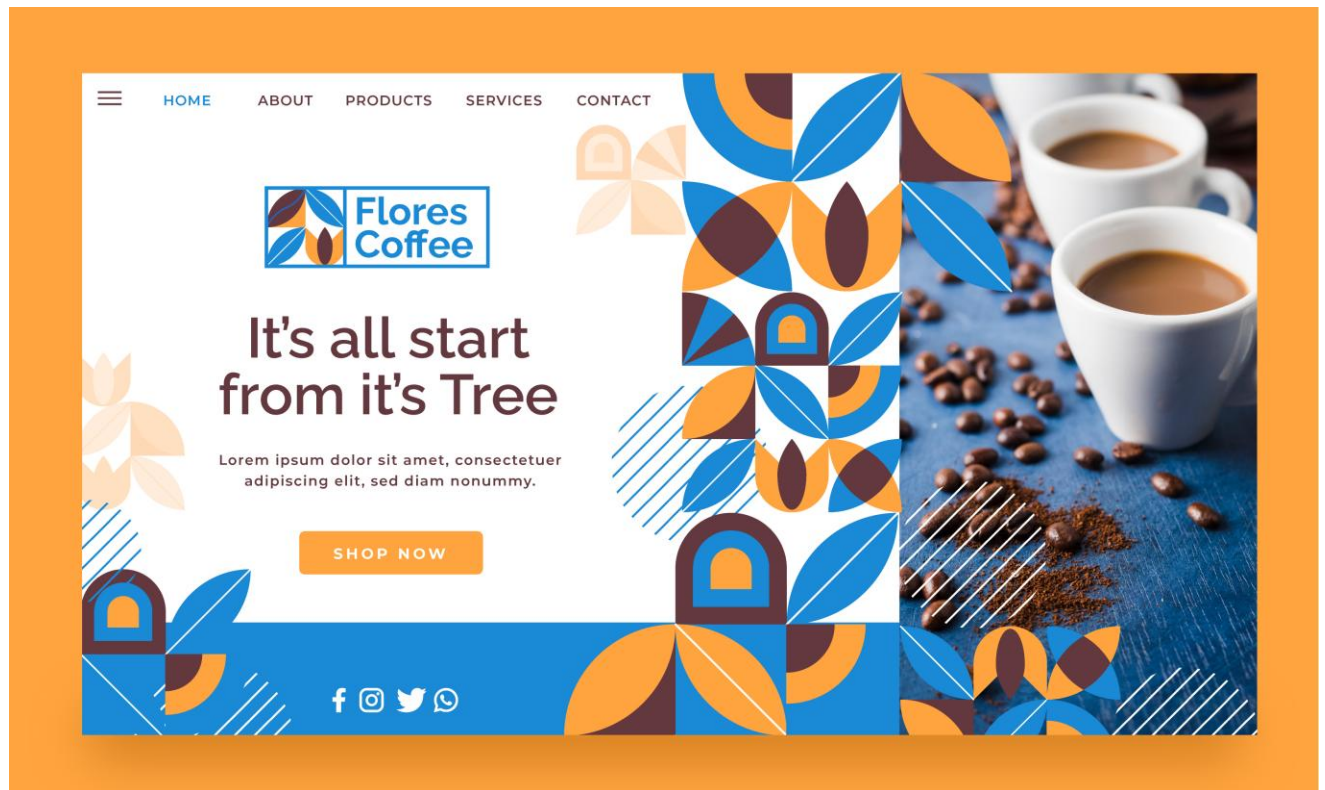 HOME ABOUT PRODUCTS SERVICES CONTACT
Flores
Coffee
It’s all start
from it’s Tree
Lorem ipsum dolor sit amet, consectetuer
adipiscing elit, sed diam nonummy.
SHOP NOW